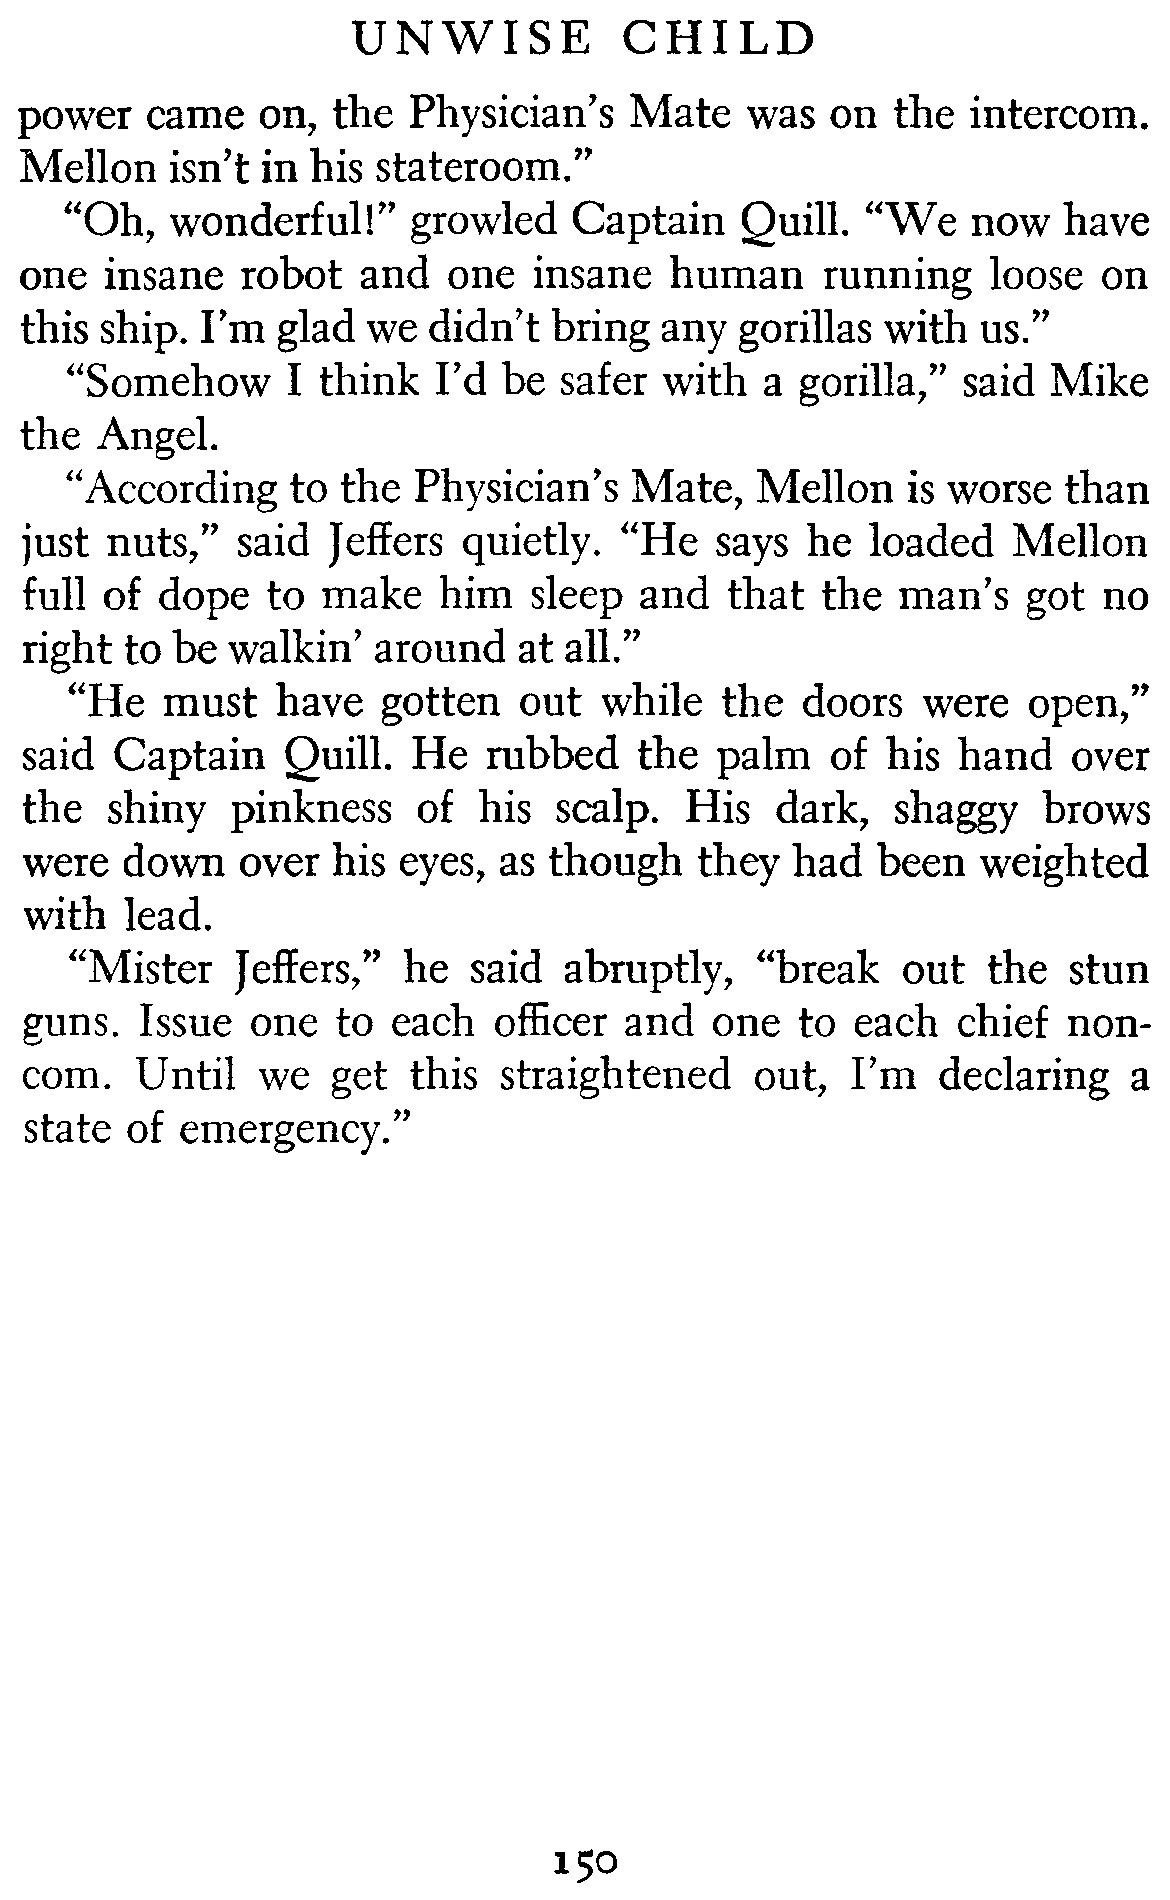 UNWISE CHILD
power came on, the Physician's Mate was on the intercom.
Mellon isn't in his stateroom.”
“Oh, wonderful!” growled Captain Quill. “We now have
one insane robot and one insane human running loose on
this ship. I'm glad we didn't bring any gorillas with us.”
“Somehow I think I'd be safer with a gorilla,” said Mike
the Angel.
“According to the Physician's Mate, Mellon is worse than
just nuts,” said Jeffers quietly. “He says he loaded Mellon
full of dope to make him sleep and that the man's got no
right to be walkin' around at all.”
“He must have gotten out while the doors were open,”
said Captain Quill. He rubbed the palm of his hand over
the shiny pinkness of his scalp. His dark, shaggy brows
were down over his eyes, as though they had been weighted
with lead.
“Mister Jeffers,” he said abruptly, “break out the stun
guns. Issue one to each officer and one to each chief non-
com. Until we get this straightened out, I'm declaring a
state of emergency.”
150